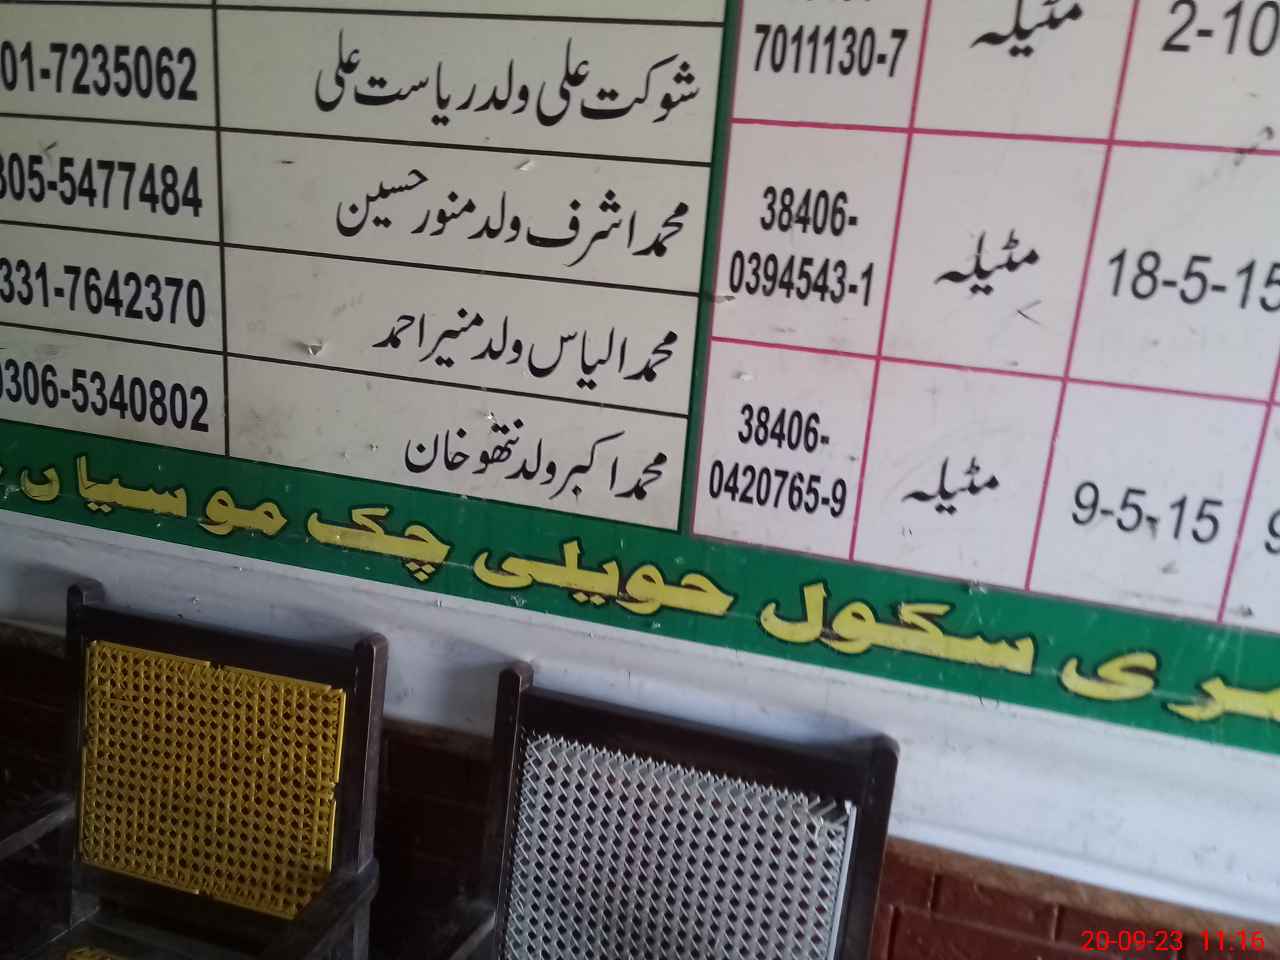 01-7235062
شوکت علی ولد ریاست علی
305-5477484
محمد اشرف ولد منور حسین
331-7642370
محمد الیاس ولد منیر احمد
0306-5340802
محمد اکبر ولد نتھو خان
7011130-7
مٹیلہ
2-10
38406-
0394543-1
مٹیلہ
18-5-15
38406-
0420765-9
مٹیلہ
9-5-15
سکول حویلی چک موسیاں
20-09-23 11:16